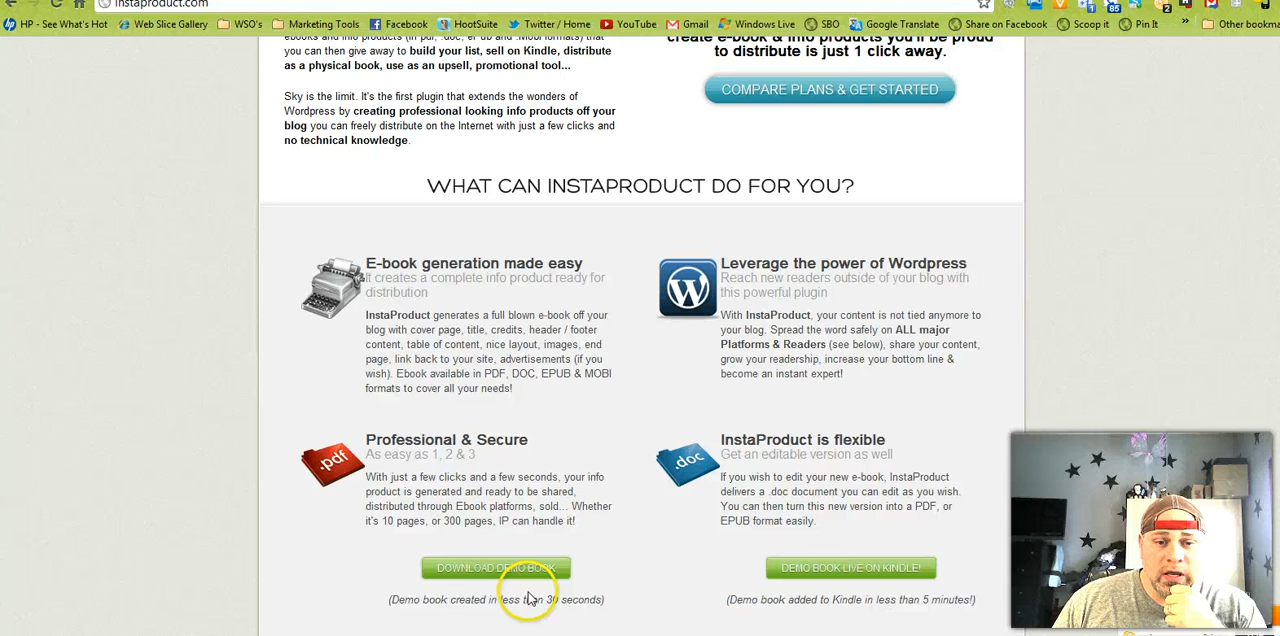 instaproduct.com
HP - See What's Hot
Web Slice Gallery
WSO's
Marketing Tools
Facebook
HootSuite
Twitter / Home
YouTube
Gmail
Windows Live
SBO
Google Translate
Share on Facebook
Scoop it
Pin It
»
Other bookma
ebooks and info products (in pdf, .doc, ePub and .Mobi formats) that
you can then give away to build your list, sell on Kindle, distribute
as a physical book, use as an upsell, promotional tool...
Sky is the limit. It's the first plugin that extends the wonders of
Wordpress by creating professional looking info products off your
blog you can freely distribute on the Internet with just a few clicks and
no technical knowledge.
create e-book & info products you'll be proud
to distribute is just 1 click away.
COMPARE PLANS & GET STARTED
WHAT CAN INSTAPRODUCT DO FOR YOU?
E-book generation made easy
It creates a complete info product ready for
distribution
InstaProduct generates a full blown e-book off your
blog with cover page, title, credits, header / footer
content, table of content, nice layout, images, end
page, link back to your site, advertisements (if you
wish). Ebook available in PDF, DOC, EPUB & MOBI
formats to cover all your needs!
Leverage the power of Wordpress
Reach new readers outside of your blog with
this powerful plugin
With InstaProduct, your content is not tied anymore to
your blog. Spread the word safely on ALL major
Platforms & Readers (see below), share your content,
grow your readership, increase your bottom line &
become an instant expert!
.pdf
Professional & Secure
As easy as 1, 2 & 3
With just a few clicks and a few seconds, your info
product is generated and ready to be shared,
distributed through Ebook platforms, sold... Whether
it's 10 pages, or 300 pages, IP can handle it!
.doc
InstaProduct is flexible
Get an editable version as well
If you wish to edit your new e-book, InstaProduct
delivers a .doc document you can edit as you wish.
You can then turn this new version into a PDF, or
EPUB format easily.
DOWNLOAD DEMO BOOK
(Demo book created in less than 30 seconds)
DEMO BOOK LIVE ON KINDLE!
(Demo book added to Kindle in less than 5 minutes!)